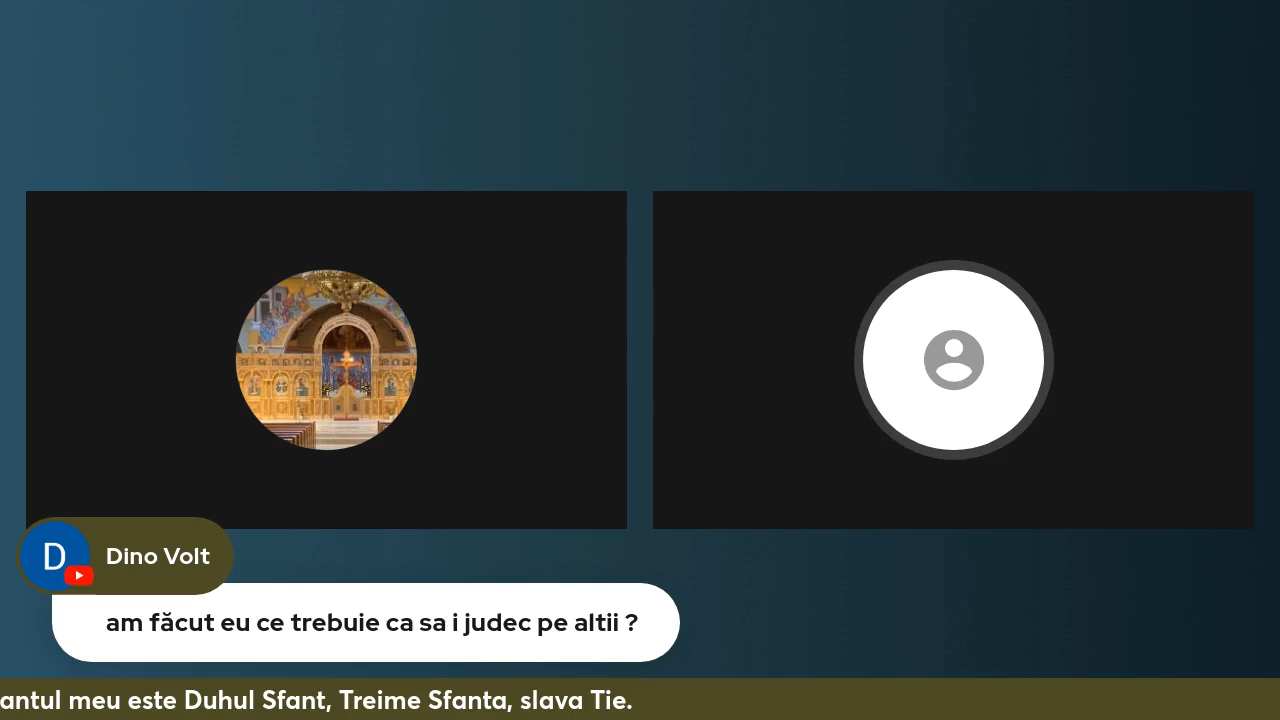 D
Dino Volt
am făcut eu ce trebuie ca sa i judec pe altii ?
meu este Duhul Sfant, Treime Sfanta, slava Tie.